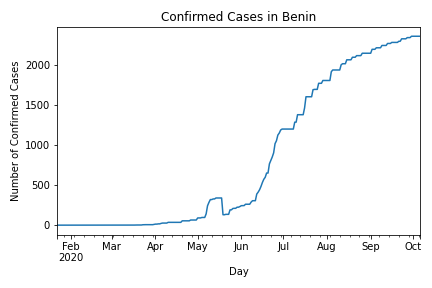 Confirmed Cases in Benin
Number of Confirmed Cases
2000
1500
1000
500
0
Feb Mar Apr May Jun Jul Aug Sep Oct
2020
Day